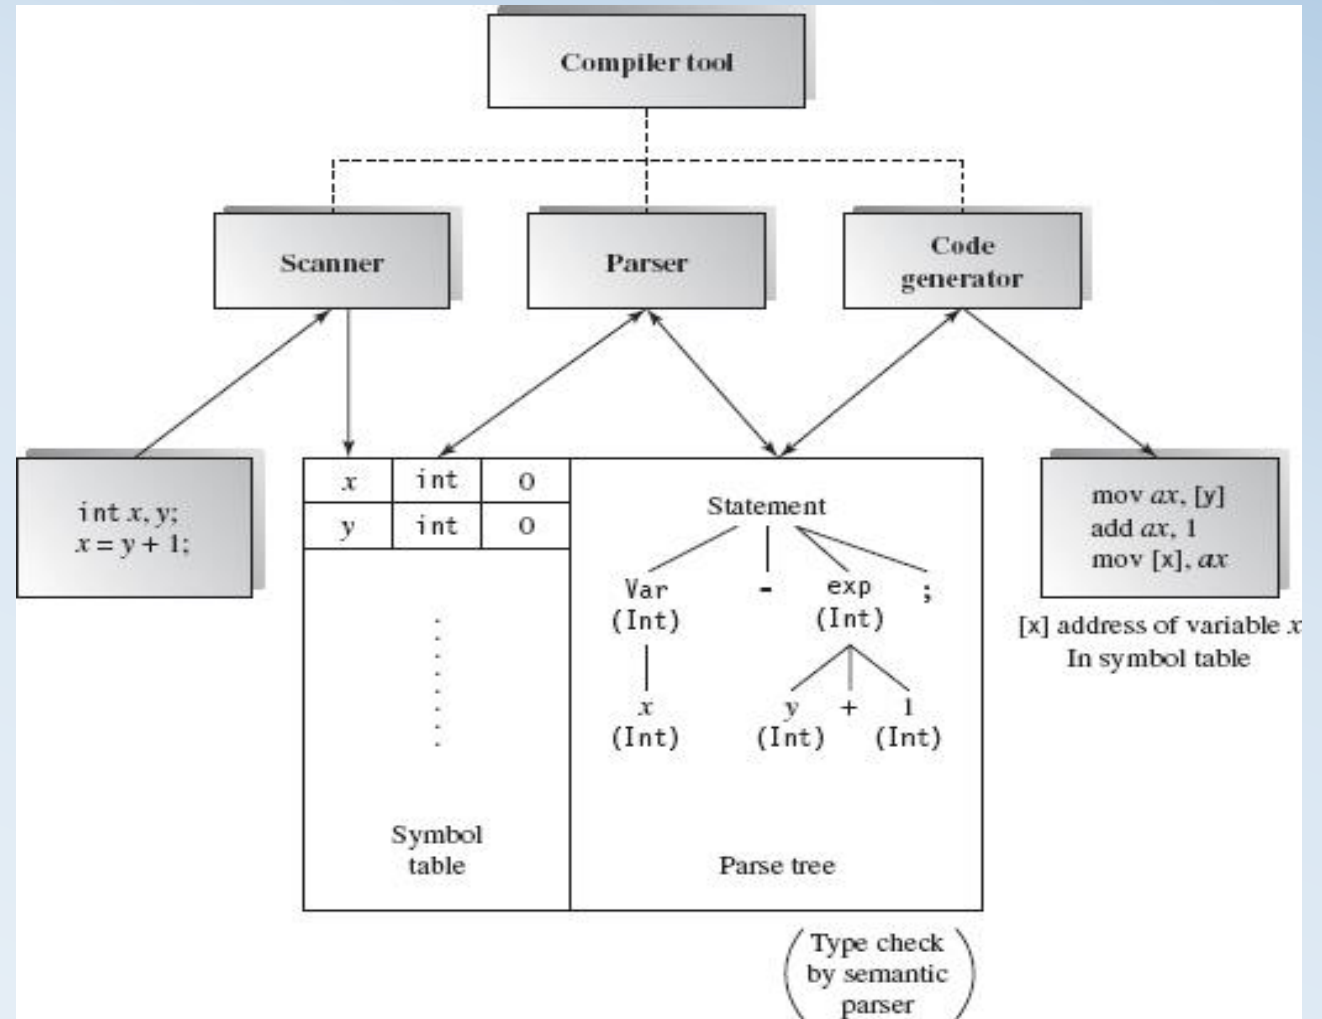 Compiler tool
Scanner
Parser
Code
generator
int x, y;
x = y + 1;
x int 0
y int 0
Symbol
table
Statement
Var - exp ;
(Int) (Int)
x y + 1
(Int) (Int) (Int)
Parse tree
mov ax, [y]
add ax, 1
mov [x], ax
[x] address of variable x
In symbol table
Type check
by semantic
parser